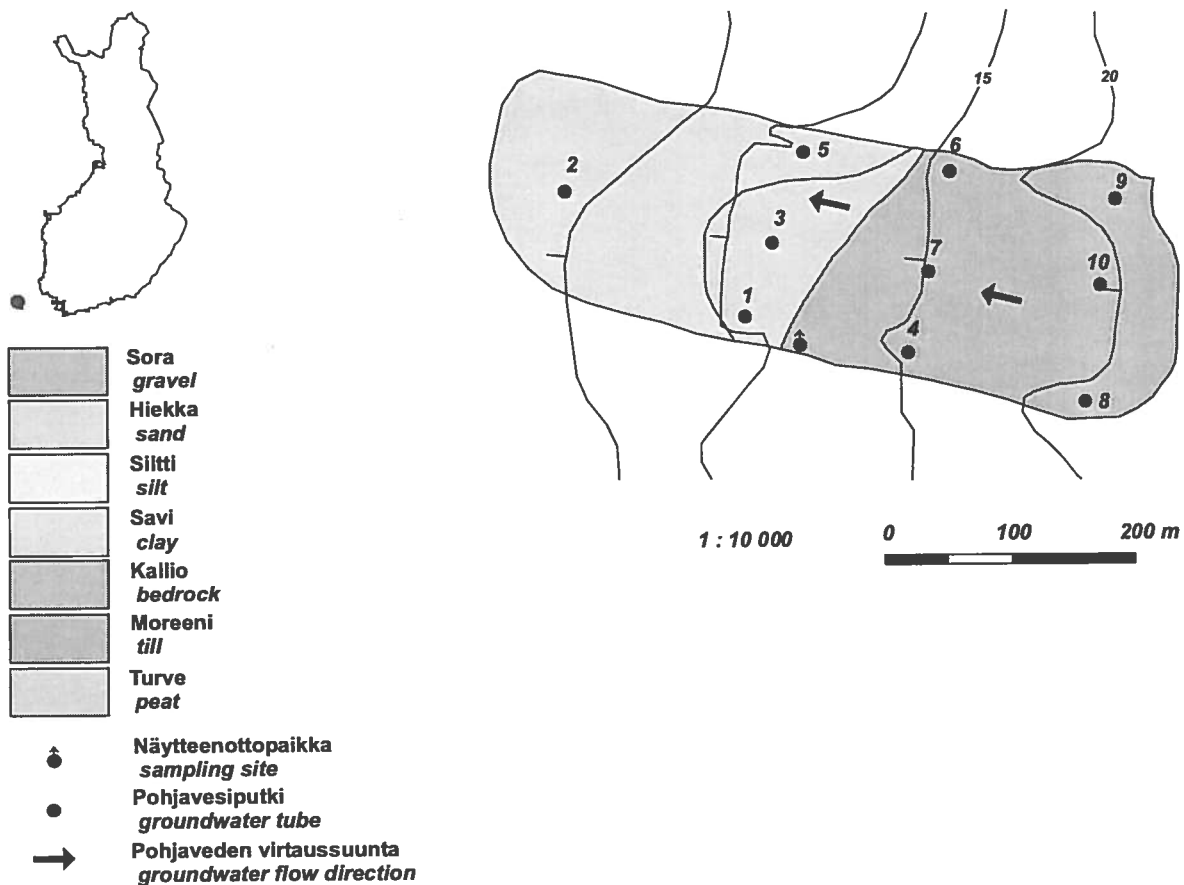 15
20
2
5
6
9
3
7
10
1
4
8
Sora
gravel
Hiekka
sand
Siltti
silt
Savi
clay
Kallio
bedrock
Moreeni
till
Turve
peat
Näytteenottopaikka
sampling site
Pohjavesiputki
groundwater tube
Pohjaveden virtaussuunta
groundwater flow direction
1 : 10 000
0 100 200 m